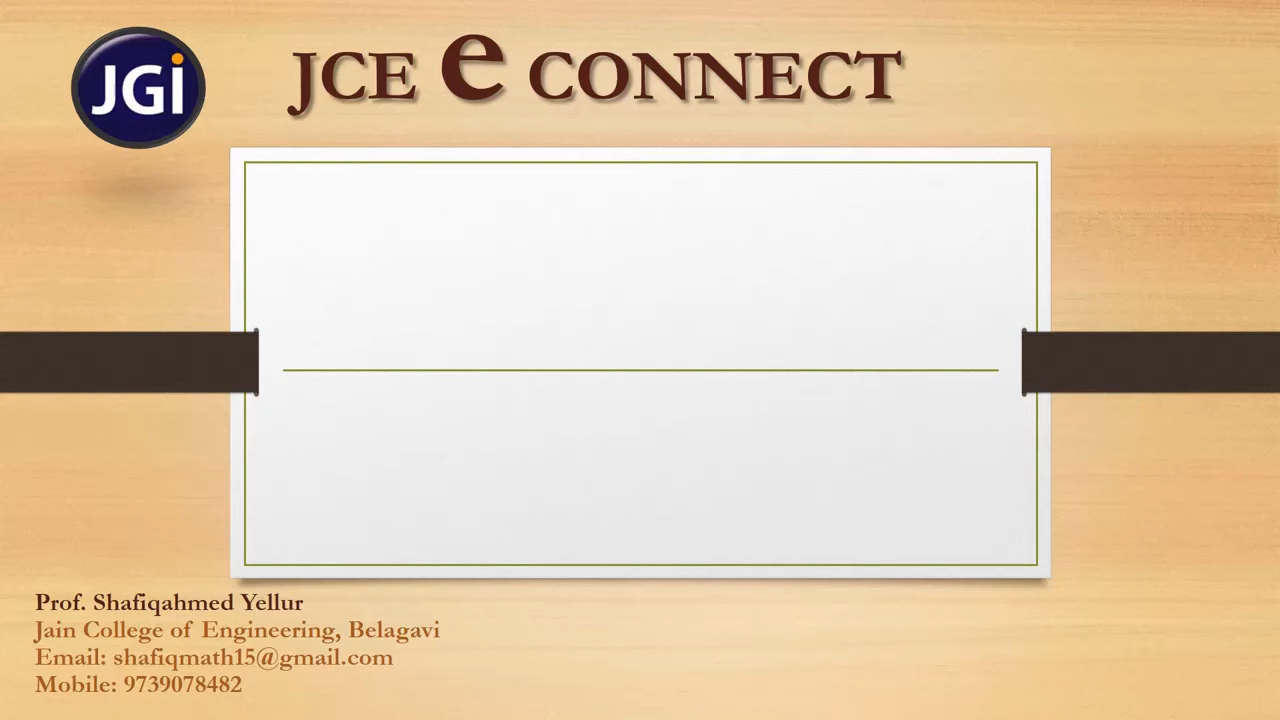 JGi
JCE e CONNECT
Prof. Shafiqahmed Yellur
Jain College of Engineering, Belagavi
Email: shafiqmath15@gmail.com
Mobile: 9739078482